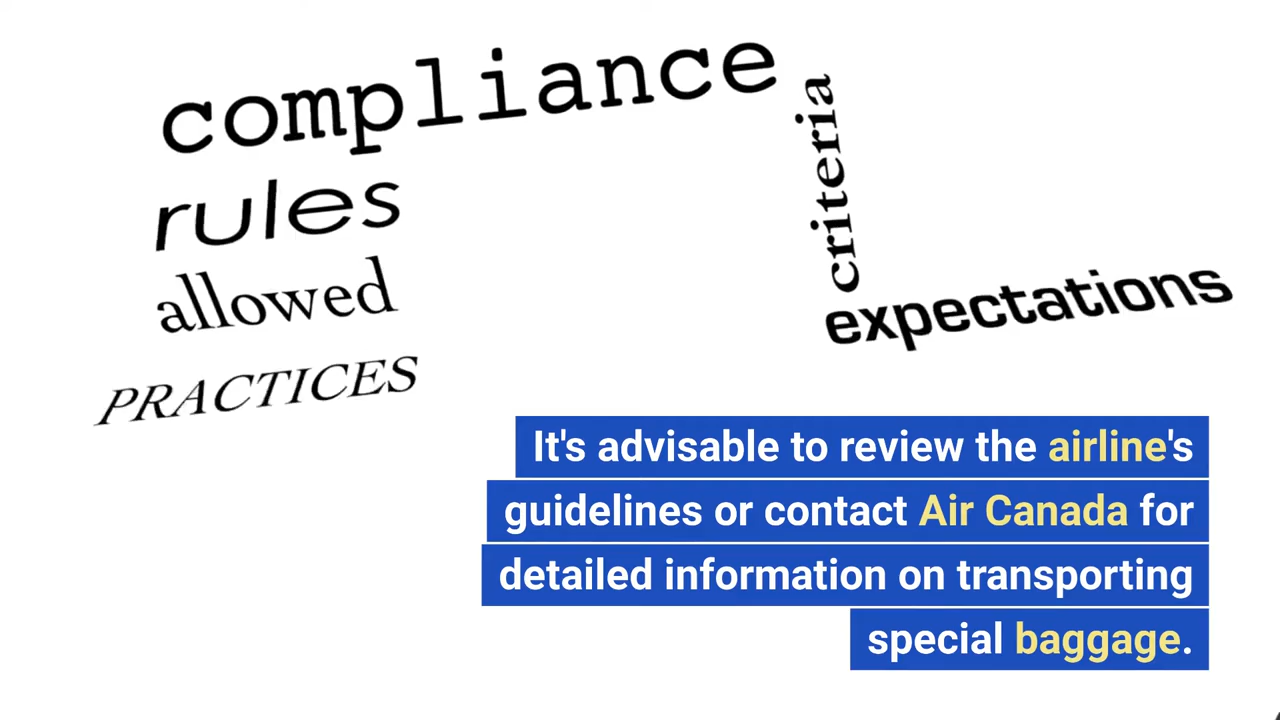 compliance
criteria
rules
allowed
expectations
PRACTICES
It's advisable to review the airline's
guidelines or contact Air Canada for
detailed information on transporting
special baggage.